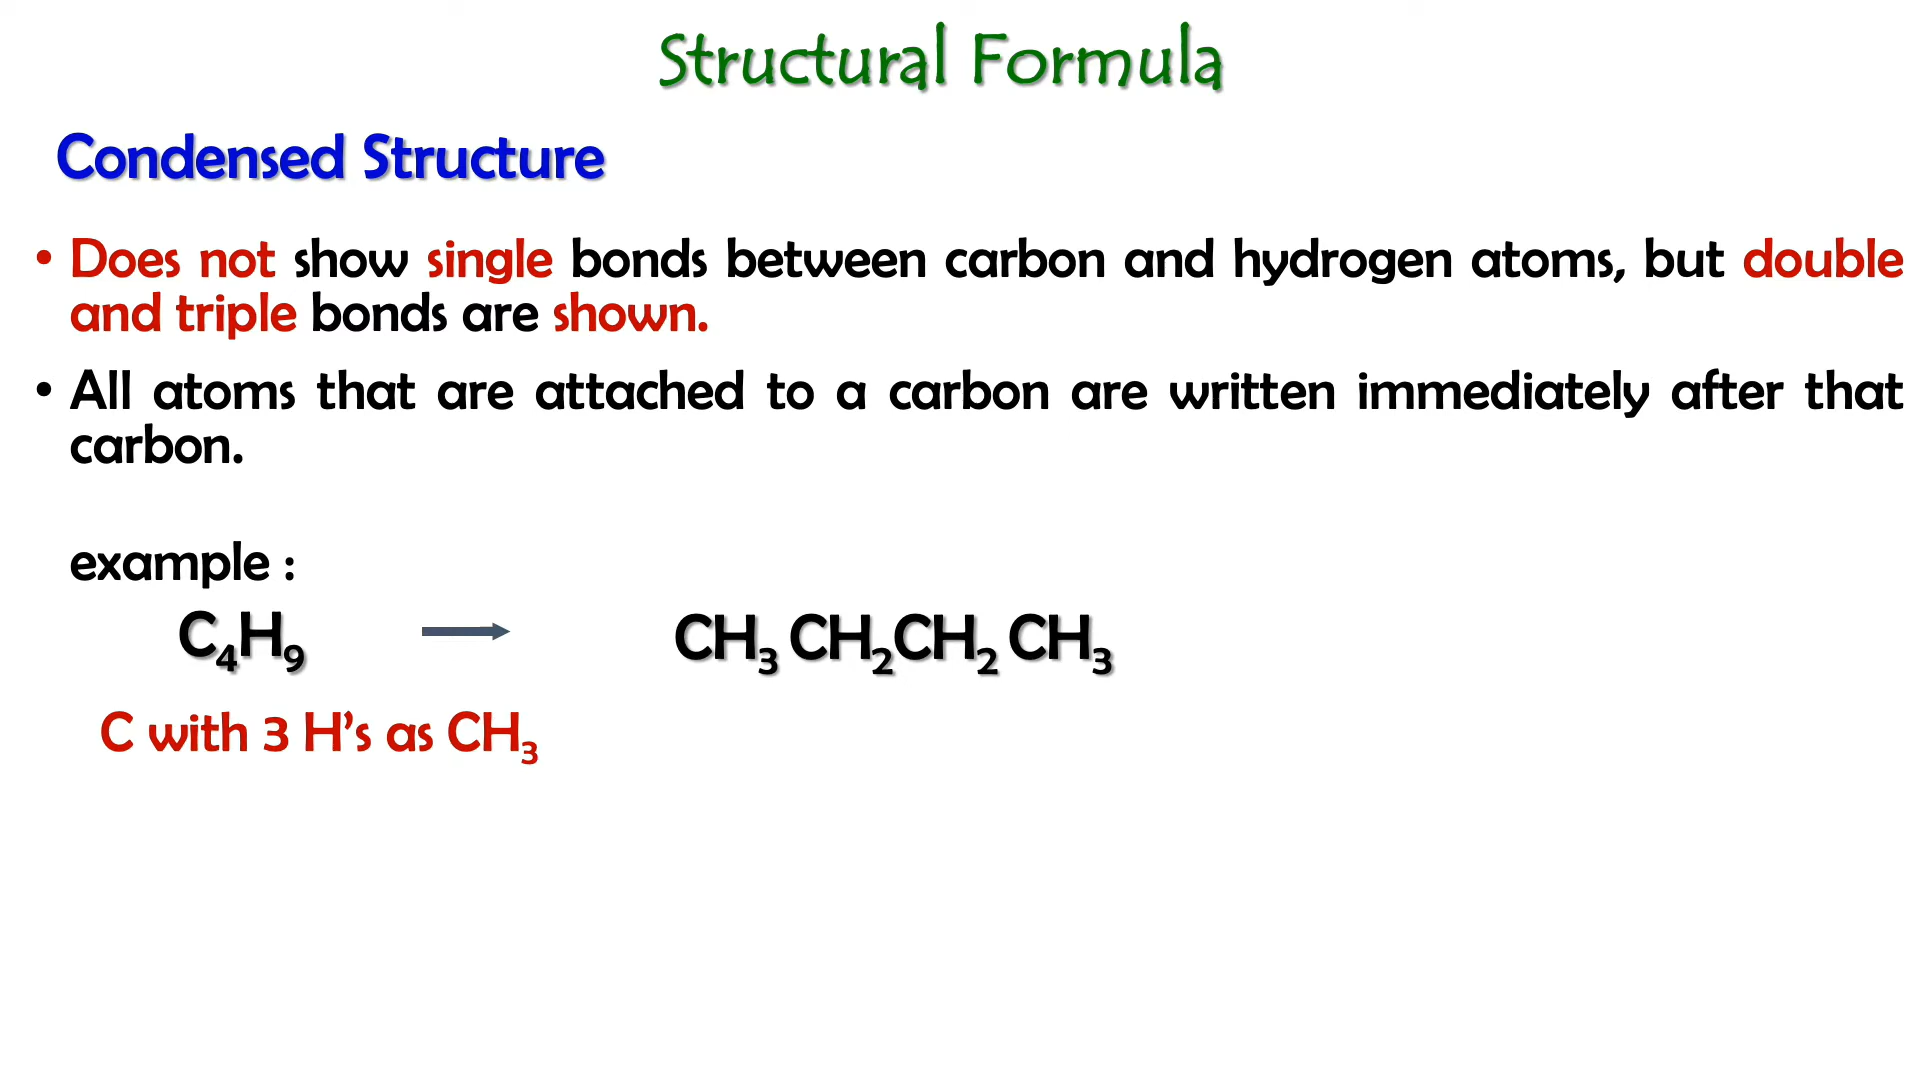 Structural Formula
Condensed Structure
• Does not show single bonds between carbon and hydrogen atoms, but double
and triple bonds are shown.
• All atoms that are attached to a carbon are written immediately after that
carbon.
example :
C₄H₉ → CH₃ CH₂CH₂ CH₃
C with 3 H’s as CH₃